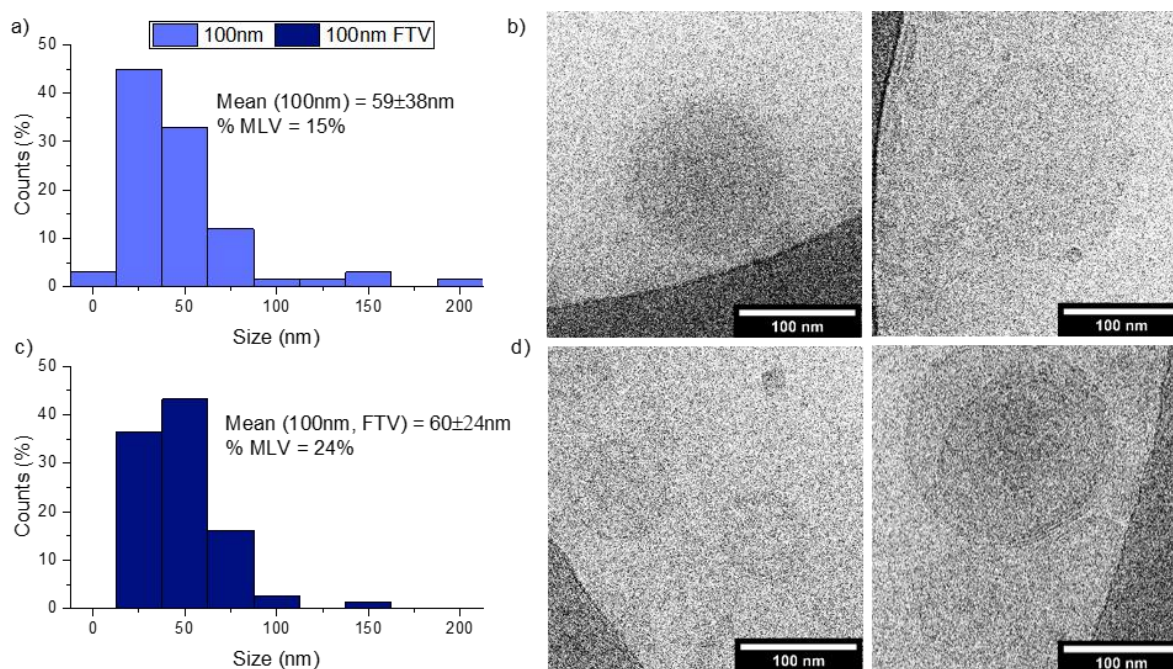 a)
100nm
100nm FTV
50
40
30
20
10
0
Counts (%)
Mean (100nm) = 59±38nm
% MLV = 15%
0
50
100
150
200
Size (nm)
b)
100 nm
100 nm
c)
50
40
30
20
10
0
Counts (%)
Mean (100nm, FTV) = 60±24nm
% MLV = 24%
0
50
100
150
200
Size (nm)
d)
100 nm
100 nm